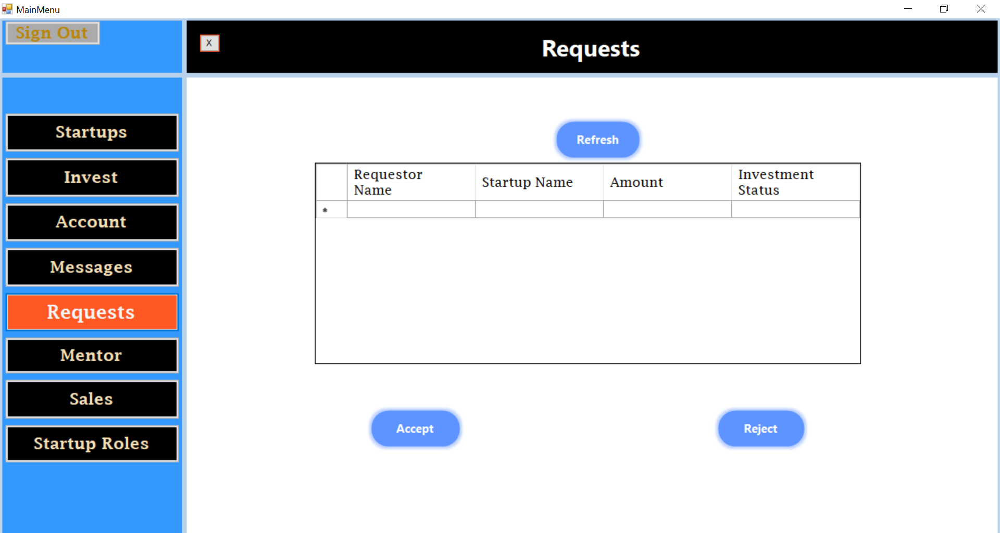 MainMenu
Sign Out
X
Requests
Startups
Invest
Account
Messages
Requests
Mentor
Sales
Startup Roles
Refresh
Requestor
Name
Startup Name
Amount
Investment
Status
*
Accept
Reject